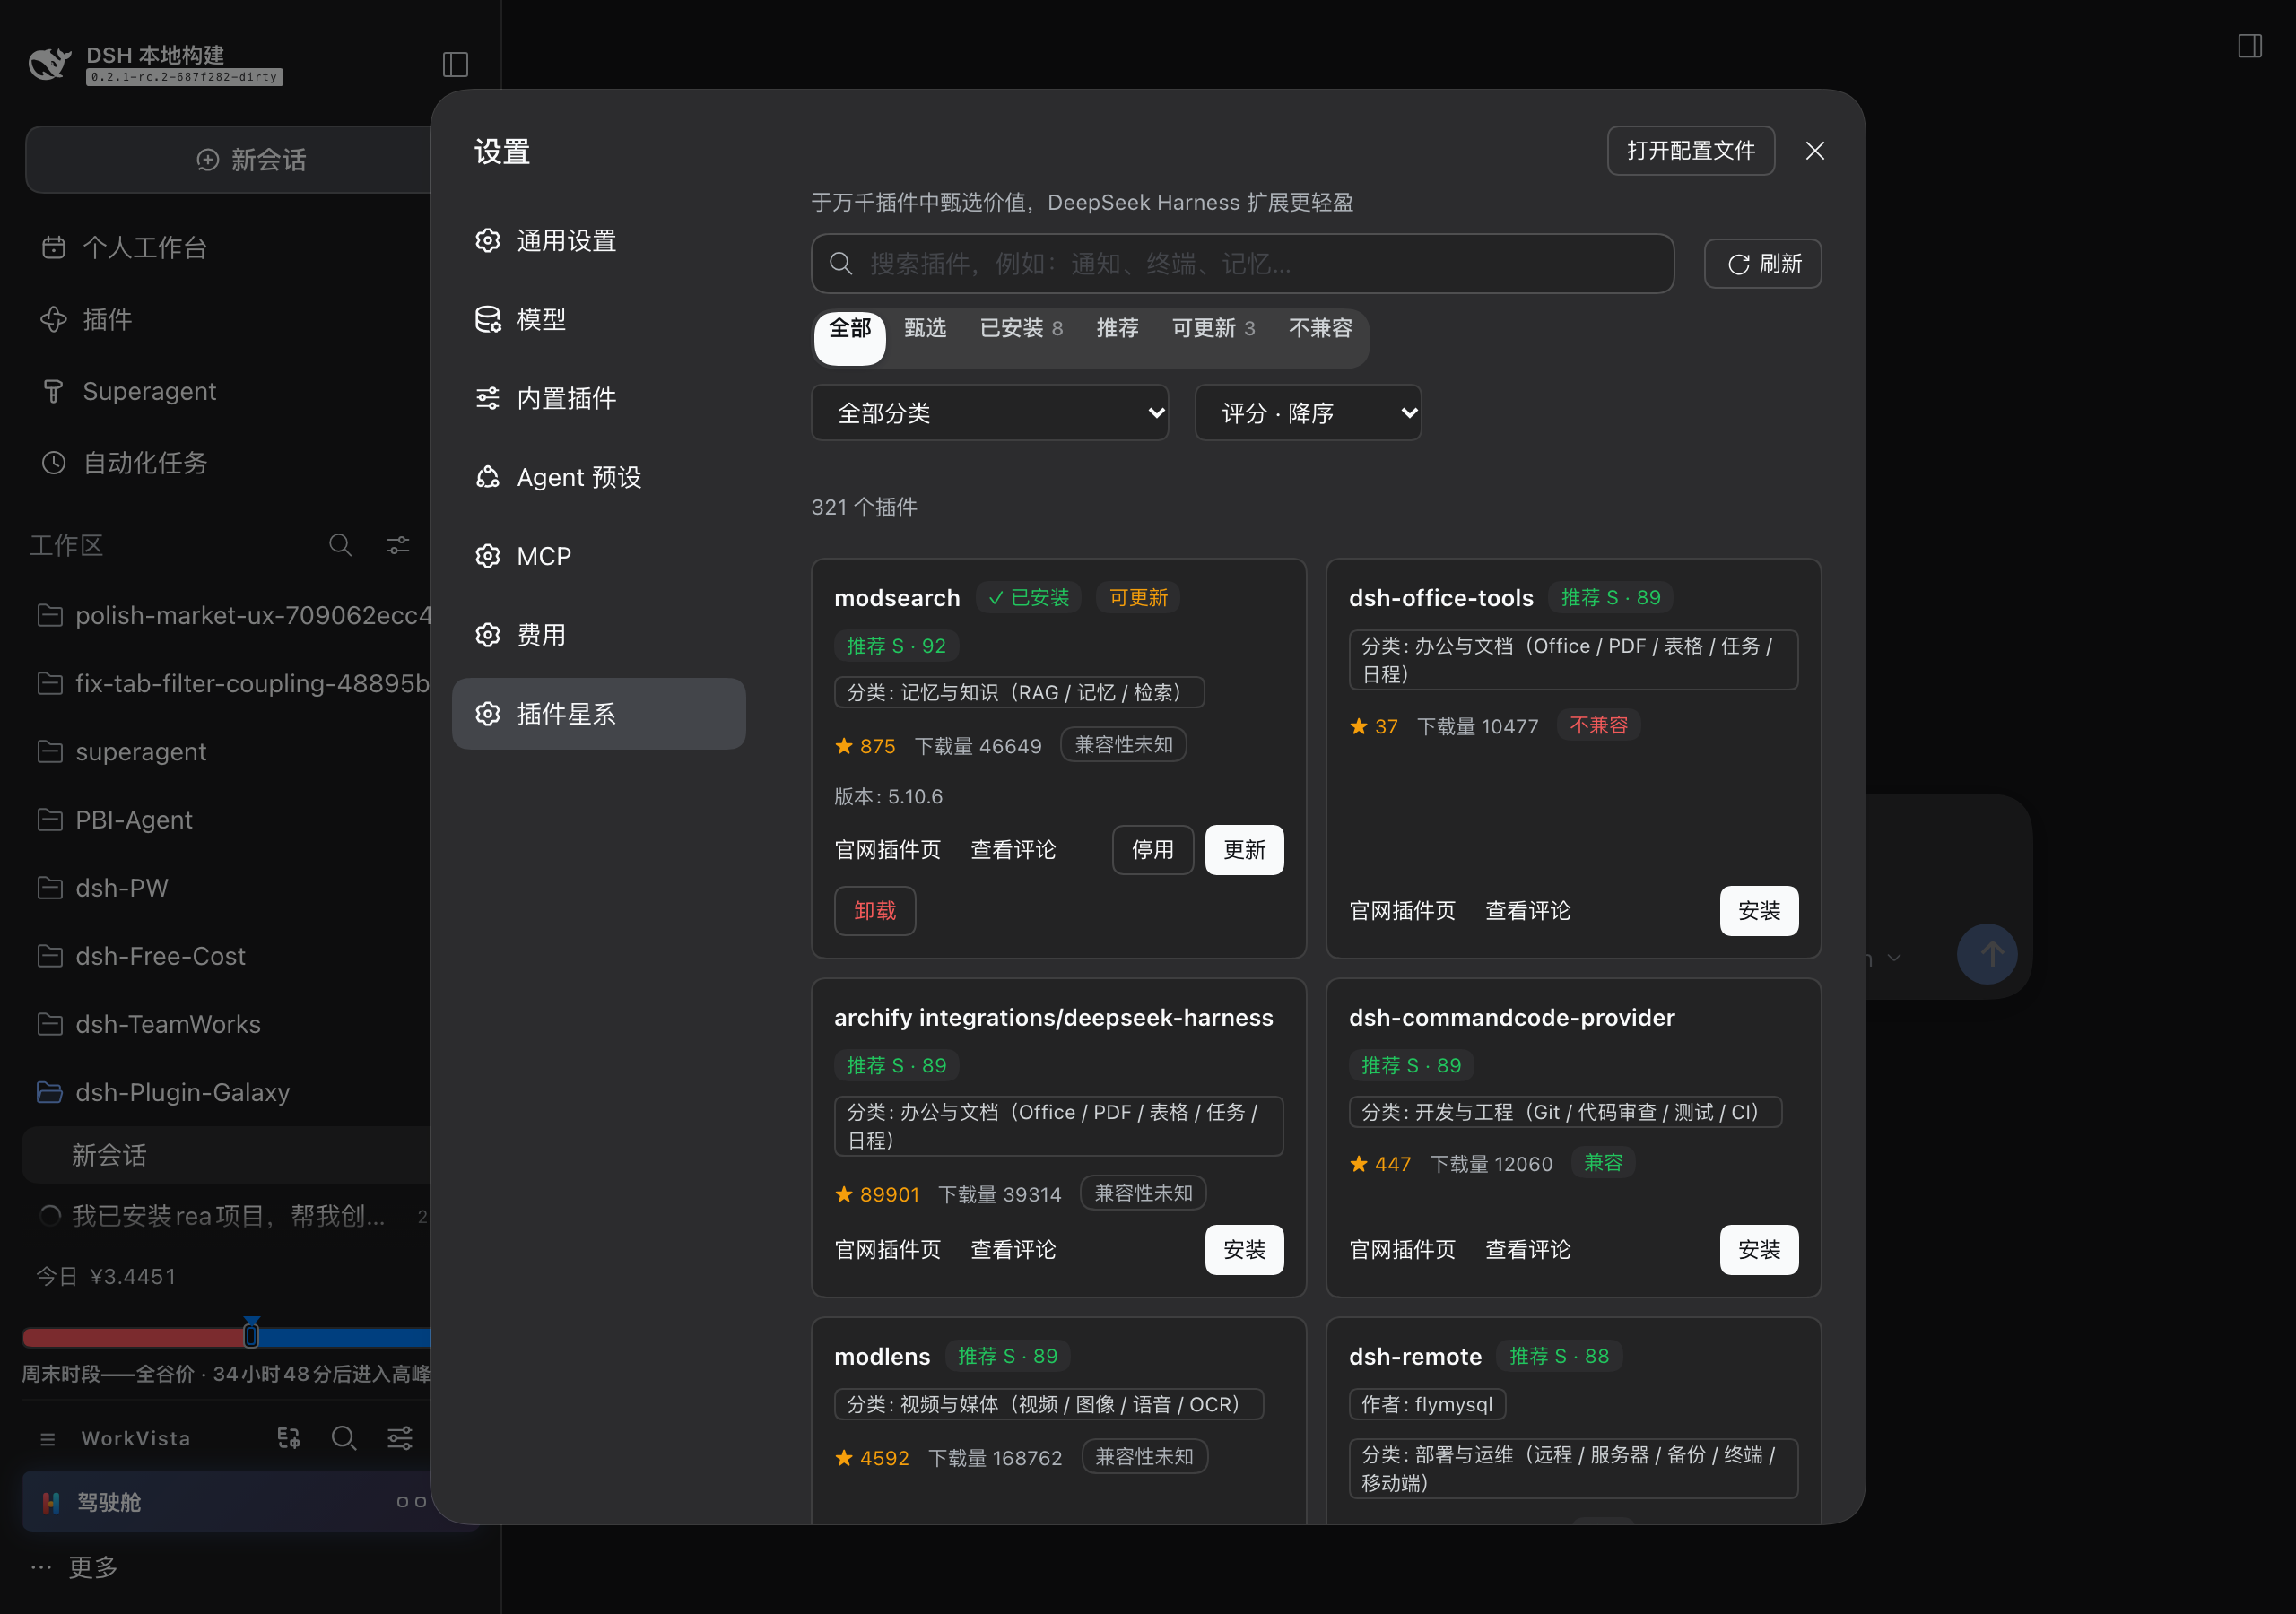 DSH 本地构建
0.2.1-rc.2-687f282-dirty
新会话
个人工作台
插件
Superagent
自动化任务
工作区
polish-market-ux-709062ecc4
fix-tab-filter-coupling-48895b
superagent
PBI-Agent
dsh-PW
dsh-Free-Cost
dsh-TeamWorks
dsh-Plugin-Galaxy
新会话
我已安装rea项目，帮我创... 2
今日 ¥3.4451
周末时段——全谷价 · 34小时48分后进入高峰
WorkVista
驾驶舱
更多
设置
打开配置文件
通用设置
模型
内置插件
Agent 预设
MCP
费用
插件星系
于万千插件中甄选价值，DeepSeek Harness 扩展更轻盈
搜索插件，例如：通知、终端、记忆...
刷新
全部 甄选 已安装 8 推荐 可更新 3 不兼容
全部分类 评分 · 降序
321 个插件
modsearch ✓ 已安装 可更新
推荐 S · 92
分类: 记忆与知识（RAG / 记忆 / 检索）
★ 875 下载量 46649 兼容性未知
版本: 5.10.6
官网插件页 查看评论 停用 更新
卸载
dsh-office-tools 推荐 S · 89
分类: 办公与文档（Office / PDF / 表格 / 任务 /
日程）
★ 37 下载量 10477 不兼容
官网插件页 查看评论 安装
archify integrations/deepseek-harness
推荐 S · 89
分类: 办公与文档（Office / PDF / 表格 / 任务 /
日程）
★ 89901 下载量 39314 兼容性未知
官网插件页 查看评论 安装
dsh-commandcode-provider
推荐 S · 89
分类: 开发与工程（Git / 代码审查 / 测试 / CI）
★ 447 下载量 12060 兼容
官网插件页 查看评论 安装
modlens 推荐 S · 89
分类: 视频与媒体（视频 / 图像 / 语音 / OCR）
★ 4592 下载量 168762 兼容性未知
dsh-remote 推荐 S · 88
作者: flymysql
分类: 部署与运维（远程 / 服务器 / 备份 / 终端 /
移动端）